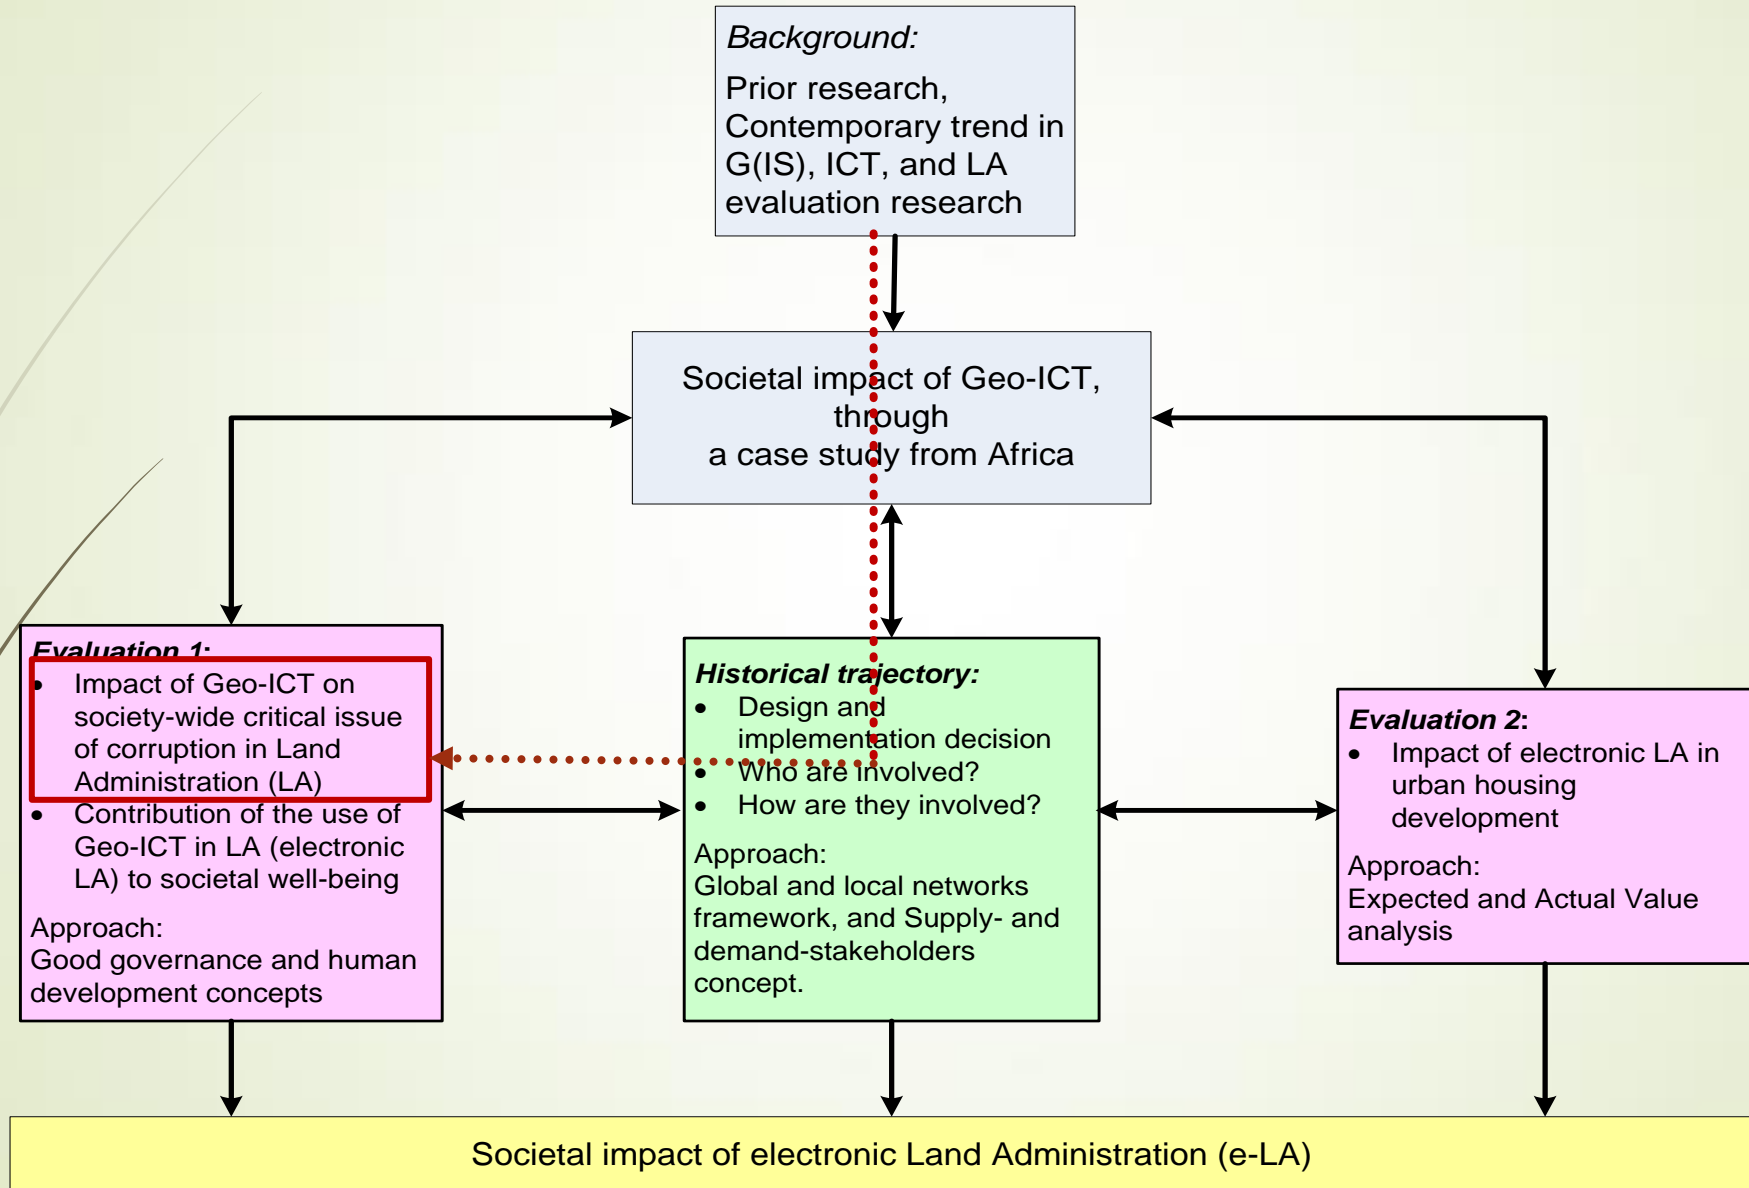 Background:
Prior research,
Contemporary trend in
G(IS), ICT, and LA
evaluation research
Societal impact of Geo-ICT,
through
a case study from Africa
Evaluation 1:
• Impact of Geo-ICT on
society-wide critical issue
of corruption in Land
Administration (LA)
• Contribution of the use of
Geo-ICT in LA (electronic
LA) to societal well-being
Approach:
Good governance and human
development concepts
Historical trajectory:
• Design and
implementation decision
• Who are involved?
• How are they involved?
Approach:
Global and local networks
framework, and Supply- and
demand-stakeholders
concept.
Evaluation 2:
• Impact of electronic LA in
urban housing
development
Approach:
Expected and Actual Value
analysis
Societal impact of electronic Land Administration (e-LA)